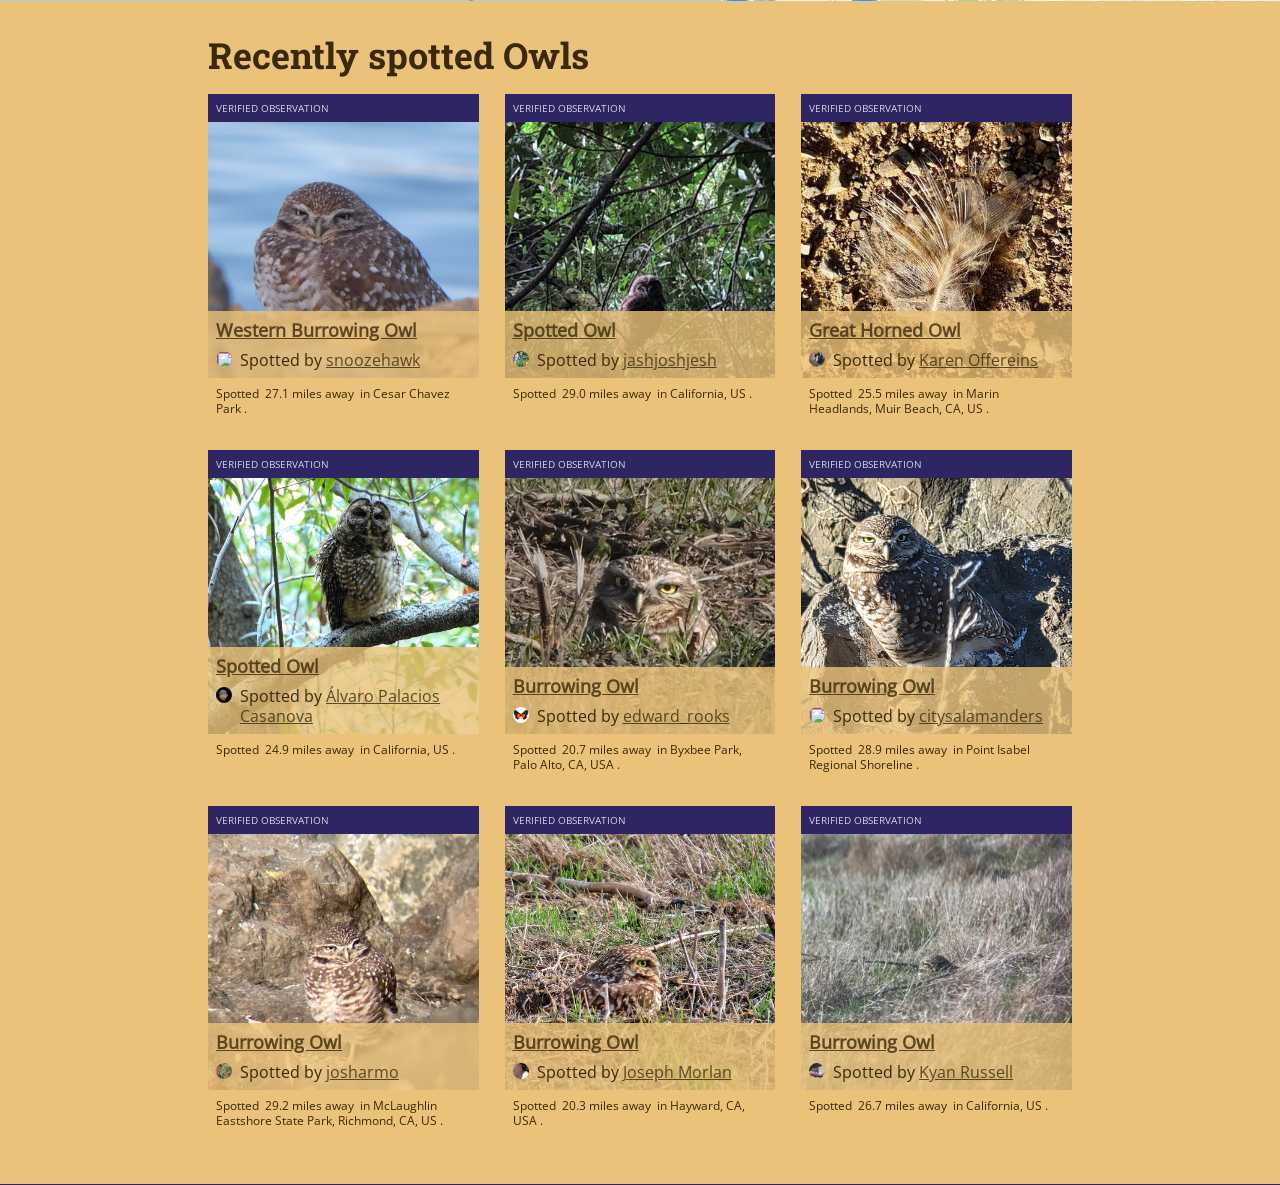 Recently spotted Owls
VERIFIED OBSERVATION
Western Burrowing Owl
Spotted by snoozehawk
Spotted 27.1 miles away in Cesar Chavez
Park .
VERIFIED OBSERVATION
Spotted Owl
Spotted by jashjoshjesh
Spotted 29.0 miles away in California, US .
VERIFIED OBSERVATION
Great Horned Owl
Spotted by Karen Offereins
Spotted 25.5 miles away in Marin
Headlands, Muir Beach, CA, US .
VERIFIED OBSERVATION
Spotted Owl
Spotted by Álvaro Palacios
Casanova
Spotted 24.9 miles away in California, US .
VERIFIED OBSERVATION
Burrowing Owl
Spotted by edward_rooks
Spotted 20.7 miles away in Byxbee Park,
Palo Alto, CA, USA .
VERIFIED OBSERVATION
Burrowing Owl
Spotted by citysalamanders
Spotted 28.9 miles away in Point Isabel
Regional Shoreline .
VERIFIED OBSERVATION
Burrowing Owl
Spotted by josharmo
Spotted 29.2 miles away in McLaughlin
Eastshore State Park, Richmond, CA, US .
VERIFIED OBSERVATION
Burrowing Owl
Spotted by Joseph Morlan
Spotted 20.3 miles away in Hayward, CA,
USA .
VERIFIED OBSERVATION
Burrowing Owl
Spotted by Kyan Russell
Spotted 26.7 miles away in California, US .